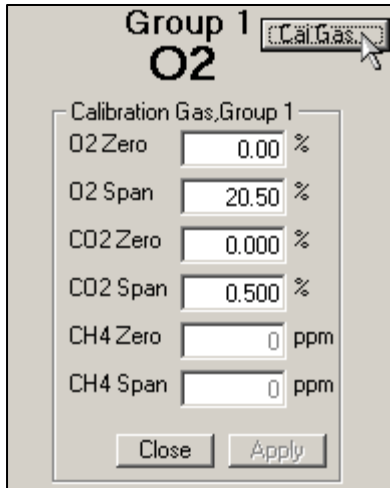 Group 1 Cal Gas..
O2
Calibration Gas,Group 1
O2 Zero 0.00 %
O2 Span 20.50 %
CO2 Zero 0.000 %
CO2 Span 0.500 %
CH4 Zero 0 ppm
CH4 Span 0 ppm
Close Apply